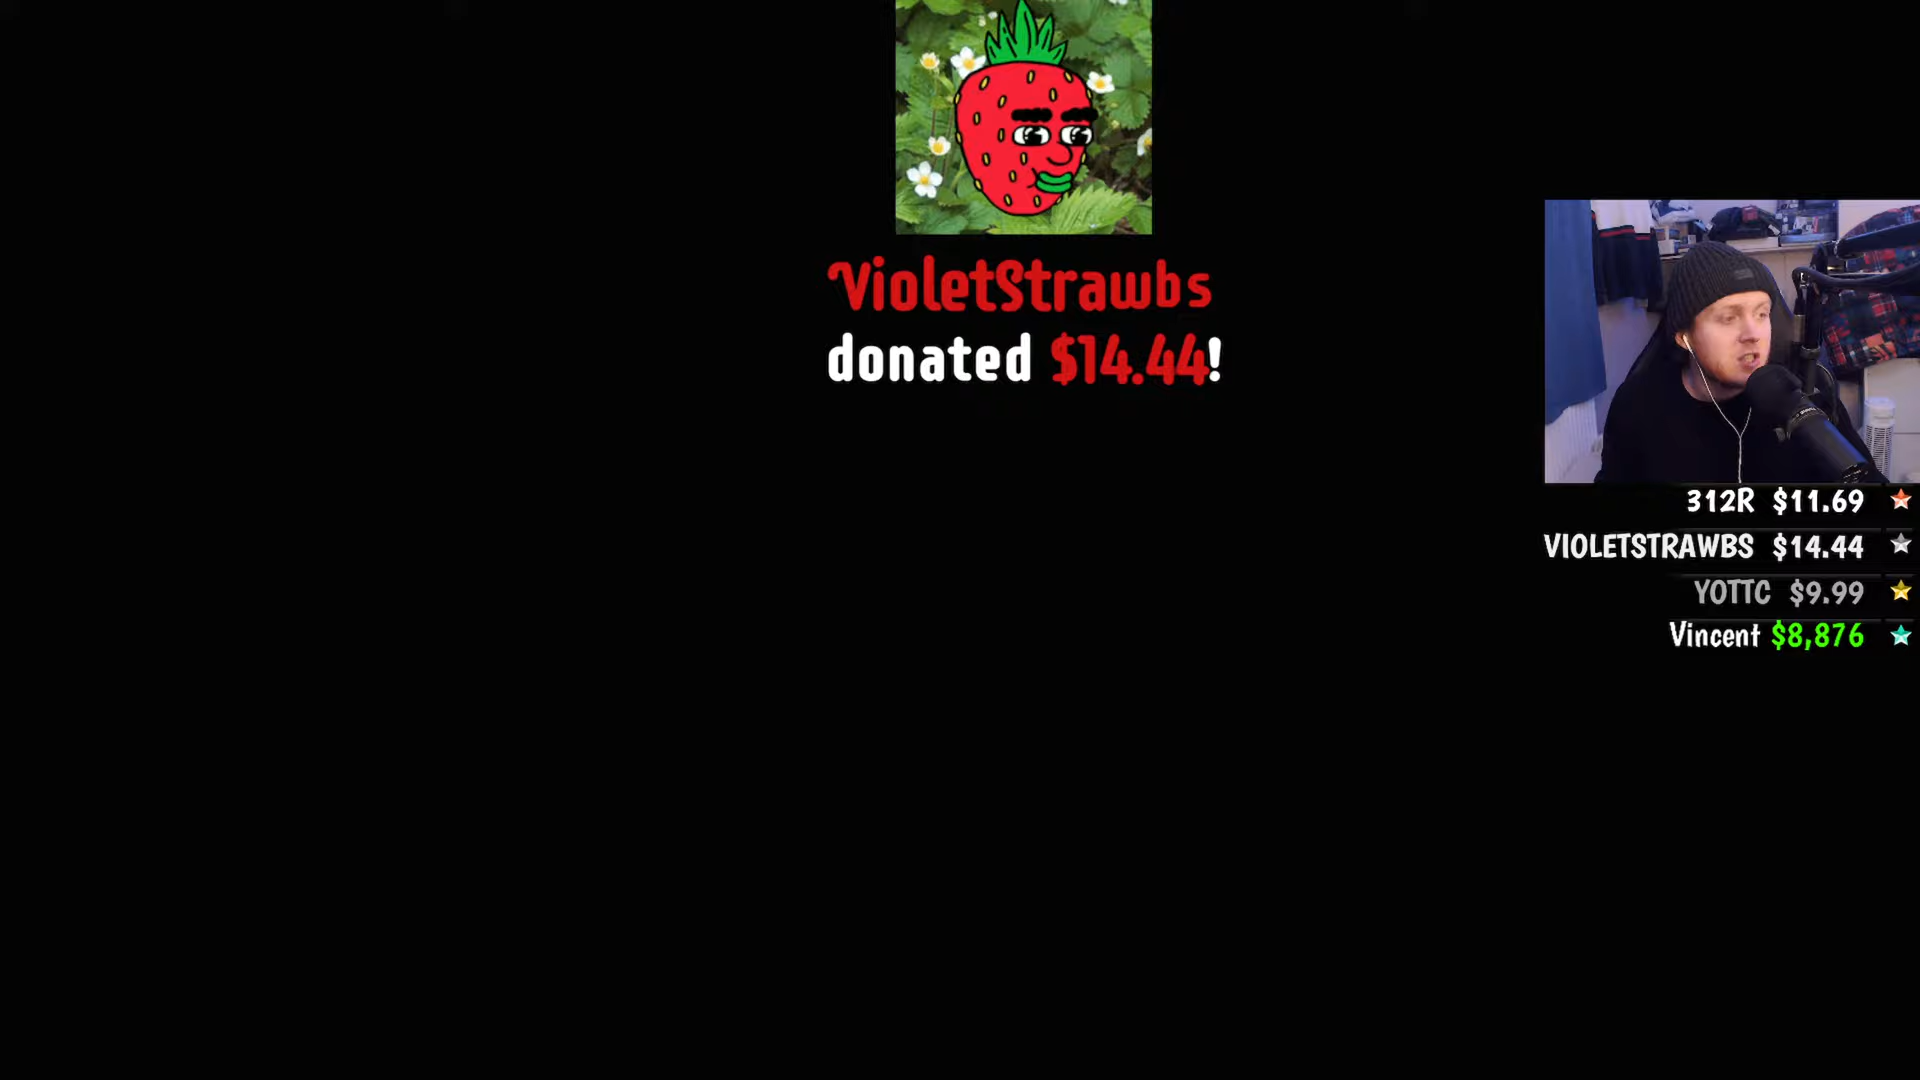 VioletStrawbs
donated $14.44!
312R $11.69
VIOLETSTRAWBS $14.44
YOTTC $9.99
Vincent $8,876